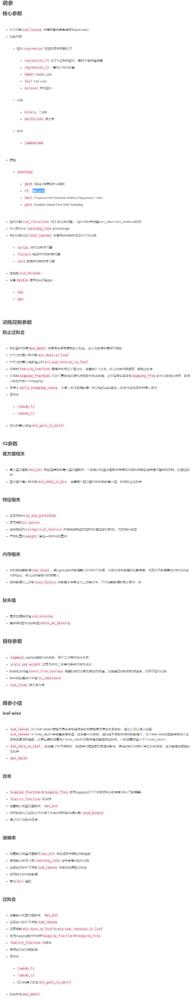 调参
核心参数
叶节点数 num_leaves ,与模型复杂度直接相关(leaf-wise)
任务目标
回归 regression ,对应的损失函数如下
regression_l1 ,加了l1正则的回归，等同于绝对值误差
regression_l2 ，等同于均方误差
huber ,Huber Loss
fair ,Fair Loss
poisson ,泊松回归
分类
binary ,二分类
multiclass ,多分类
排序
lambdarank
模型
boosting
gbdt ,传统的梯度提升决策树
rf ，随机森林
dart ,Dropouts meet Multiple Additive Regression Trees
goss ,Gradient-based One-Side Sampling
迭代次数 num_iterations ,对于多分类问题，LightGBM会构建num_class*num_iterations的树
学习率/步长 learning_rate ,即shrinkage
树的训练方式 tree_learner ,主要用来控制树是否并行化训练
serial ,单机的树学习器
feature ,特征并行的树学习器
data ,数据并行的树学习器
线程数 num_threads
设备 device ,使用cpu还是gpu
cpu
gpu
训练控制参数
防止过拟合
树的最大深度 max_depth ,主要用来避免模型的过拟合，设为负数值则表明不限制
叶节点的最少样本数 min_data_in_leaf
叶节点的最小海森值之和 min_sum_hessian_in_leaf
列采样 feature_fraction ,每棵树的特征子集占比，设置在0~1之间，可以加快训练速度，避免过拟合
行采样 bagging_fraction ,不进行重采样的随机选取部分样本数据，此外需要设置参数 bagging_freq 来作为采样的频率，即多
少轮迭代做一次bagging；
早停止 early_stopping_roung ，在某一验证数据的某一验证指标当前最后一轮迭代没有提升时停止迭代
正则化
lambda_l1
lambda_l2
切分的最小收益 min_gain_to_split
IO参数
直方图相关
最大直方图数 max_bin ,特征值装载的最大直方图数目，一般较小的直方图数目会降低训练的准确性但会提升整体的表现，处理过拟
合
直方图中最少样本数 min_data_in_bin ，设置每个直方图中样本数的最小值，同样防止过拟合
特征相关
是否预排序 is_pre_partition
是否稀疏 is_sparse
类别特征列 categorical_feature ,声明类别特征对应的列(通过索引标记)，仅支持int类型
声明权重列 weight ,指定一列作为权重列
内存相关
分阶段加载数据 two_round ,一般LightGBM将数据载入内存进行处理，这样会提升数据的加载速度，但是对于数据量较大时会造成
内存溢出，所以此时需要分阶段载入
保存数据为二进制 save_binary ,将数据文件导出为二进制文件，下次加载数据时就会更快一些
缺失值
是否处理缺失值 use_missing
是否将0值作为缺失值 zeros_as_missing
目标参数
sigmoid ,sigmoid函数中的参数，用于二分类和排序任务
scale_pos_weight ,设置正例在二分类任务中的样本占比
初始化为均值 boost_from_average ,调整初始的分数为标签的均值，加速模型训练的收敛速度，仅用于回归任务
样本类别是否不平衡 is_unbalance
num_class ,用于多分类
调参小结
leaf-wise
num_leaves ,对于leaf-wise的模型而言该参数是用来控制模型复杂度的主要参数，理论上可以通过设置
num_leaves =2^(max_depth)来设置该参数值，实际是不可取的，因为在节点数目相同的前提下，对于leaf-wise的模型会倾向于生
成深度更深的模型，如果生硬的设置为2^(max_depth)可能会造成模型的过拟合，一般设置的值小于2^(max_depth)，
min_data_in_leaf ，在设置了叶节点数后，该值会对模型复杂度造成影响，若设的较大则树不会生长的很深，但可能造成模型的
欠拟合
max_depth
效率
bagging_fraction 和 bagging_freq ,使用bagging进行行采样提升训练速度(减小了数据集)
feature_fraction 列采样
设置较少的直方图数目， max_bin
保存数据为二进制文件以便于未来训练时能快速加载, save_binary
通过并行训练来提速
准确率
设置较大的直方图数目 max_bin ,当然这样会牺牲训练速度
使用较小的学习率 learning_rate ,这样会增加迭代次数
设置较大的叶节点数 num_leaves ,可能造成模型过拟合
使用较大的训练数据
尝试 dart 模型
过拟合
设置较少的直方图数目， max_bin
设置较小的叶节点数 num_leaves
设置参数 min_data_in_leaf 和 min_sum__hessian_in_leaf
使用bagging进行行采样 bagging_fraction 和 bagging_freq
feature_fraction 列采样
使用较大的训练数据
正则化
lambda_l1
lambda_l2
切分的最小收益 min_gain_to_split
控制树深 max_depth